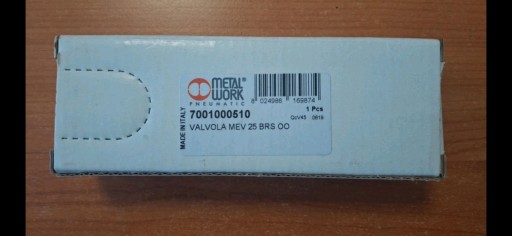 METAL
WORK
PNEUMATIC
8 024986 169874
7001000510
1 Pcs
VALVOLA MEV 25 BRS OO
MADE IN ITALY